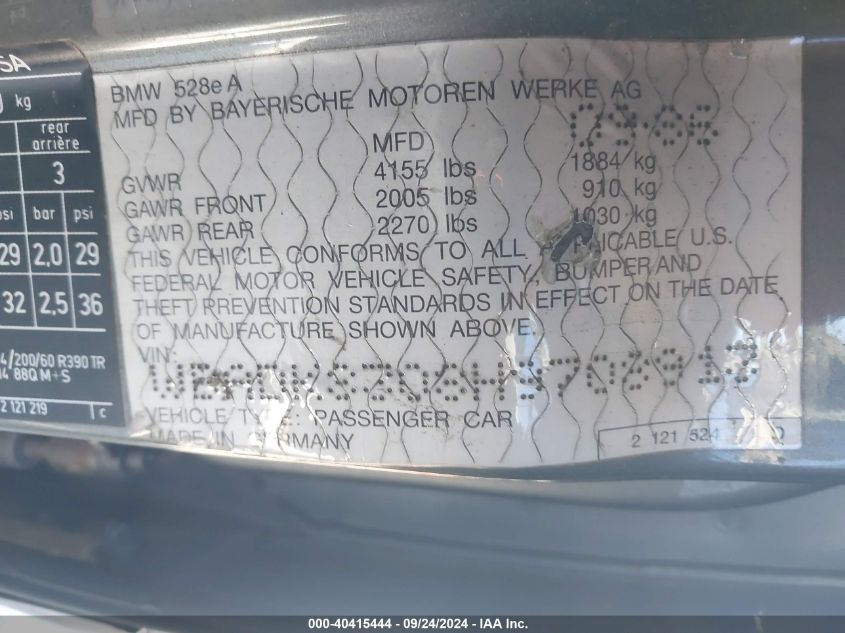 SA
kg
rear
arrière
3
psi bar psi
29 2,0 29
32 2,5 36
4/200/60 R390 TR
14 88Q M+S
2 121 219 c
BMW 528e A
MFD BY BAYERISCHE MOTOREN WERKE AG
MFD
GVWR 4155 lbs 1884 kg
GAWR FRONT 2005 lbs 910 kg
GAWR REAR 2270 lbs 1030 kg
THIS VEHICLE CONFORMS TO ALL U.S.
FEDERAL MOTOR VEHICLE SAFETY, BUMPER AND
THEFT PREVENTION STANDARDS IN EFFECT ON THE DATE
OF MANUFACTURE SHOWN ABOVE.
VIN:
VEHICLE TYPE: PASSENGER CAR
MADE IN GERMANY
2 121 524
000-40415444 - 09/24/2024 - IAA Inc.